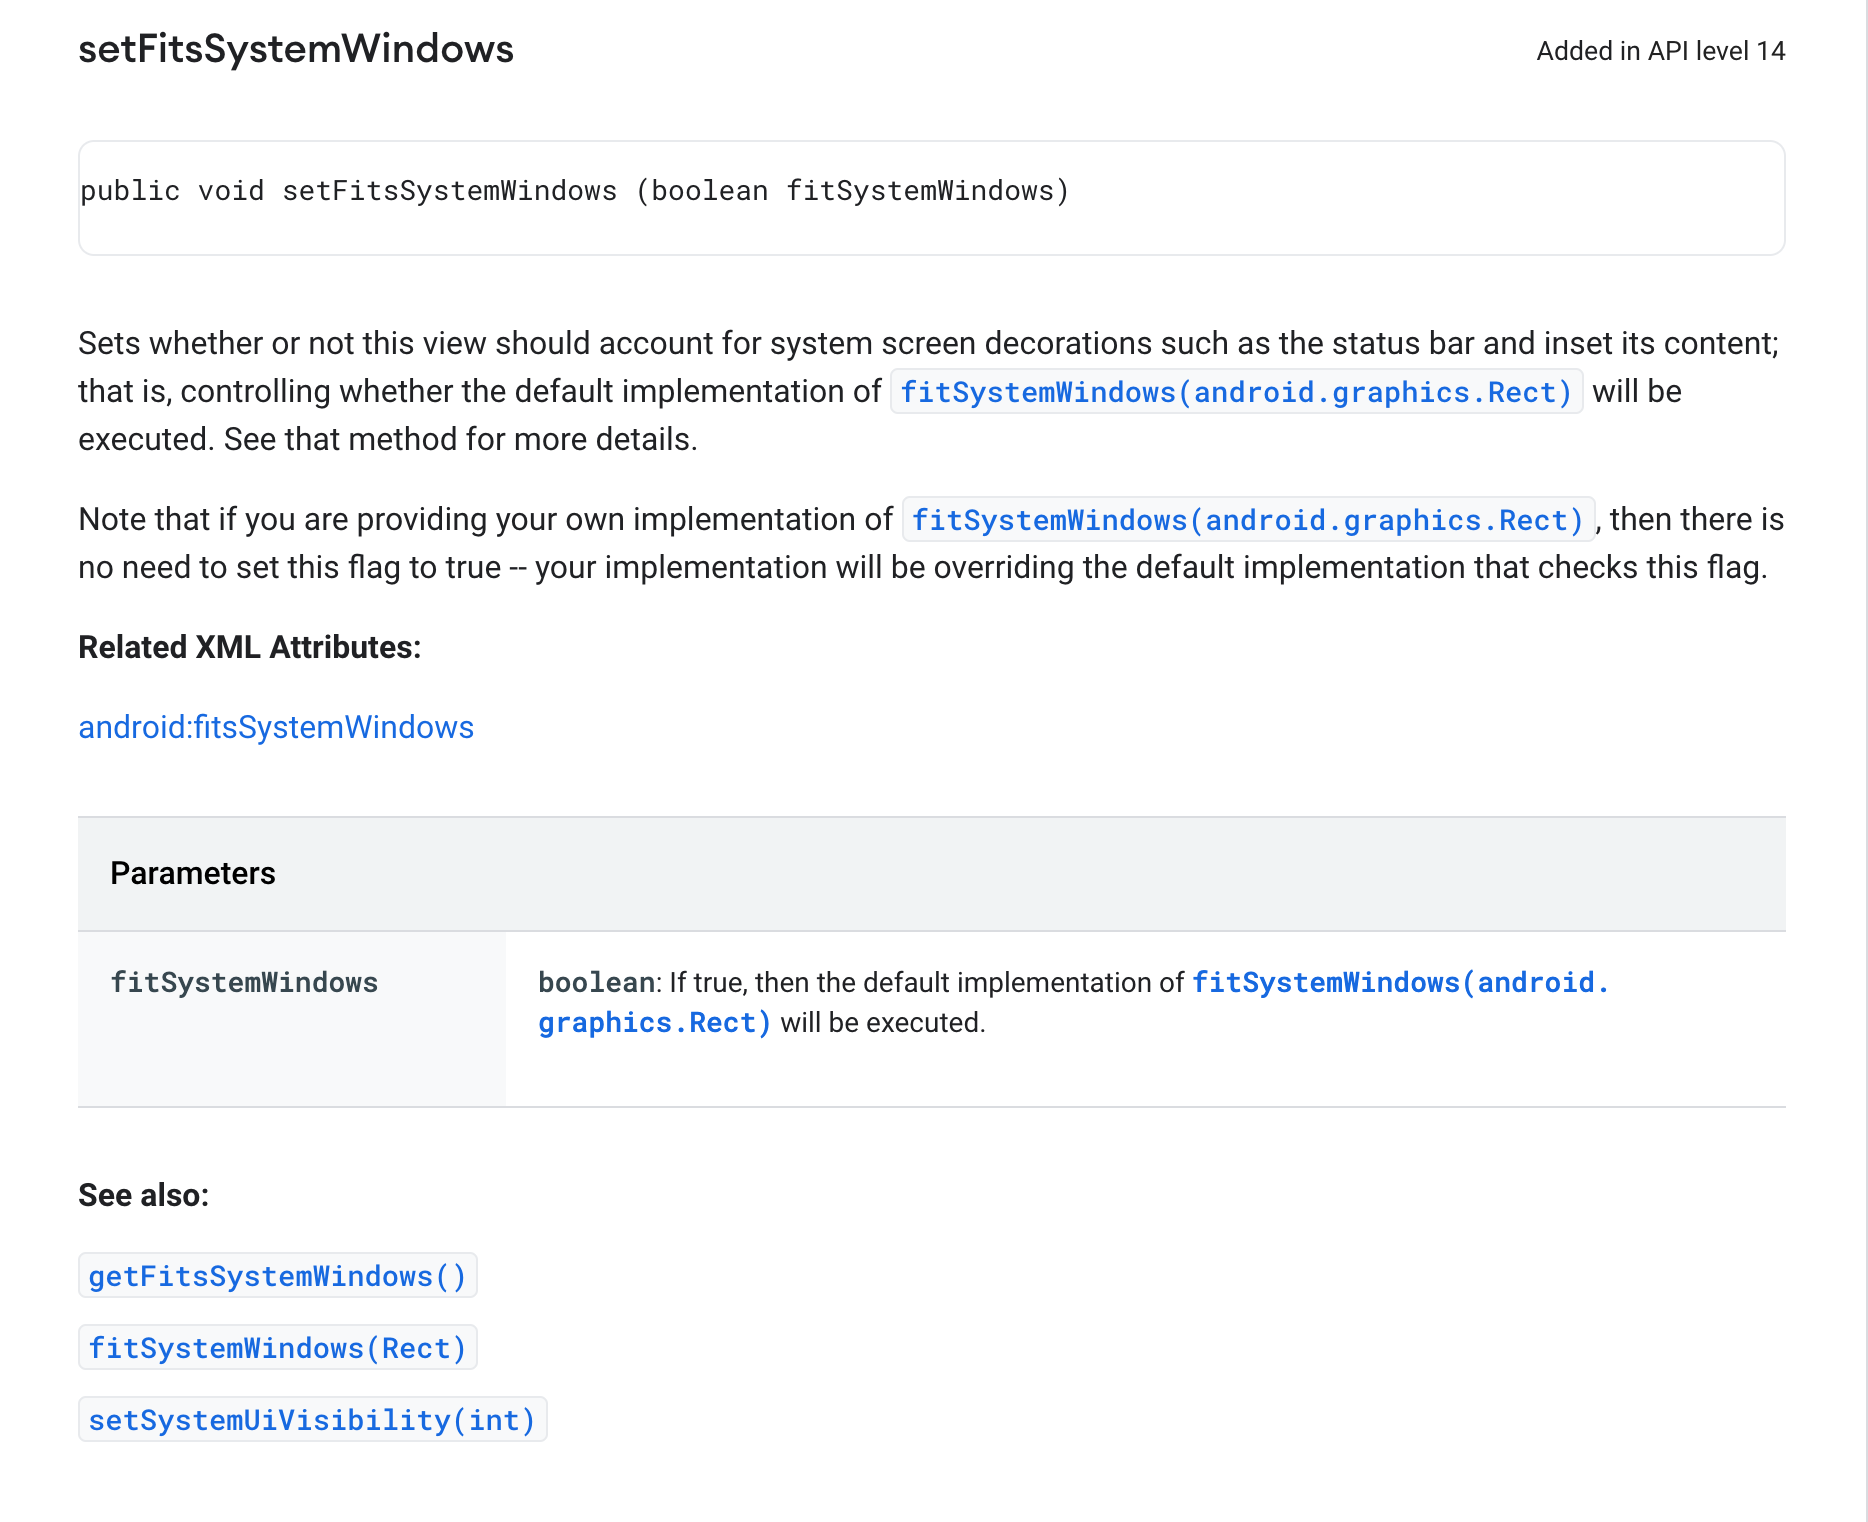 setFitsSystemWindows
Added in API level 14
public void setFitsSystemWindows (boolean fitSystemWindows)
Sets whether or not this view should account for system screen decorations such as the status bar and inset its content;
that is, controlling whether the default implementation of fitSystemWindows(android.graphics.Rect) will be
executed. See that method for more details.
Note that if you are providing your own implementation of fitSystemWindows(android.graphics.Rect), then there is
no need to set this flag to true -- your implementation will be overriding the default implementation that checks this flag.
Related XML Attributes:
android:fitsSystemWindows
Parameters
fitSystemWindows
boolean: If true, then the default implementation of fitSystemWindows(android.
graphics.Rect) will be executed.
See also:
getFitsSystemWindows()
fitSystemWindows(Rect)
setSystemUiVisibility(int)